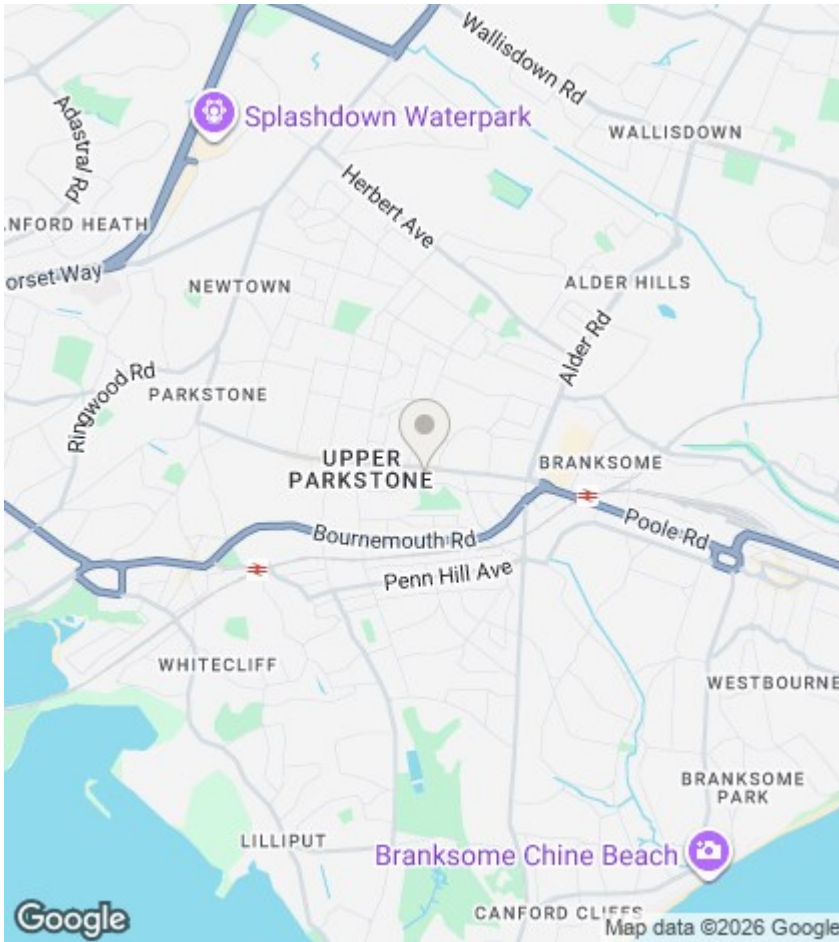 Wallisdown Rd
Splashdown Waterpark
WALLISDOWN
Adastral Rd
Herbert Ave
ANFORD HEATH
orset Way
NEWTOWN
ALDER HILLS
Alder Rd
Ringwood Rd
PARKSTONE
UPPER
PARKSTONE
BRANKSOME
Poole Rd
Bournemouth Rd
Penn Hill Ave
WHITECLIFF
WESTBOURNE
BRANKSOME
PARK
LILLIPUT
Branksome Chine Beach
CANFORD CLIFFS
Google
Map data ©2026 Google